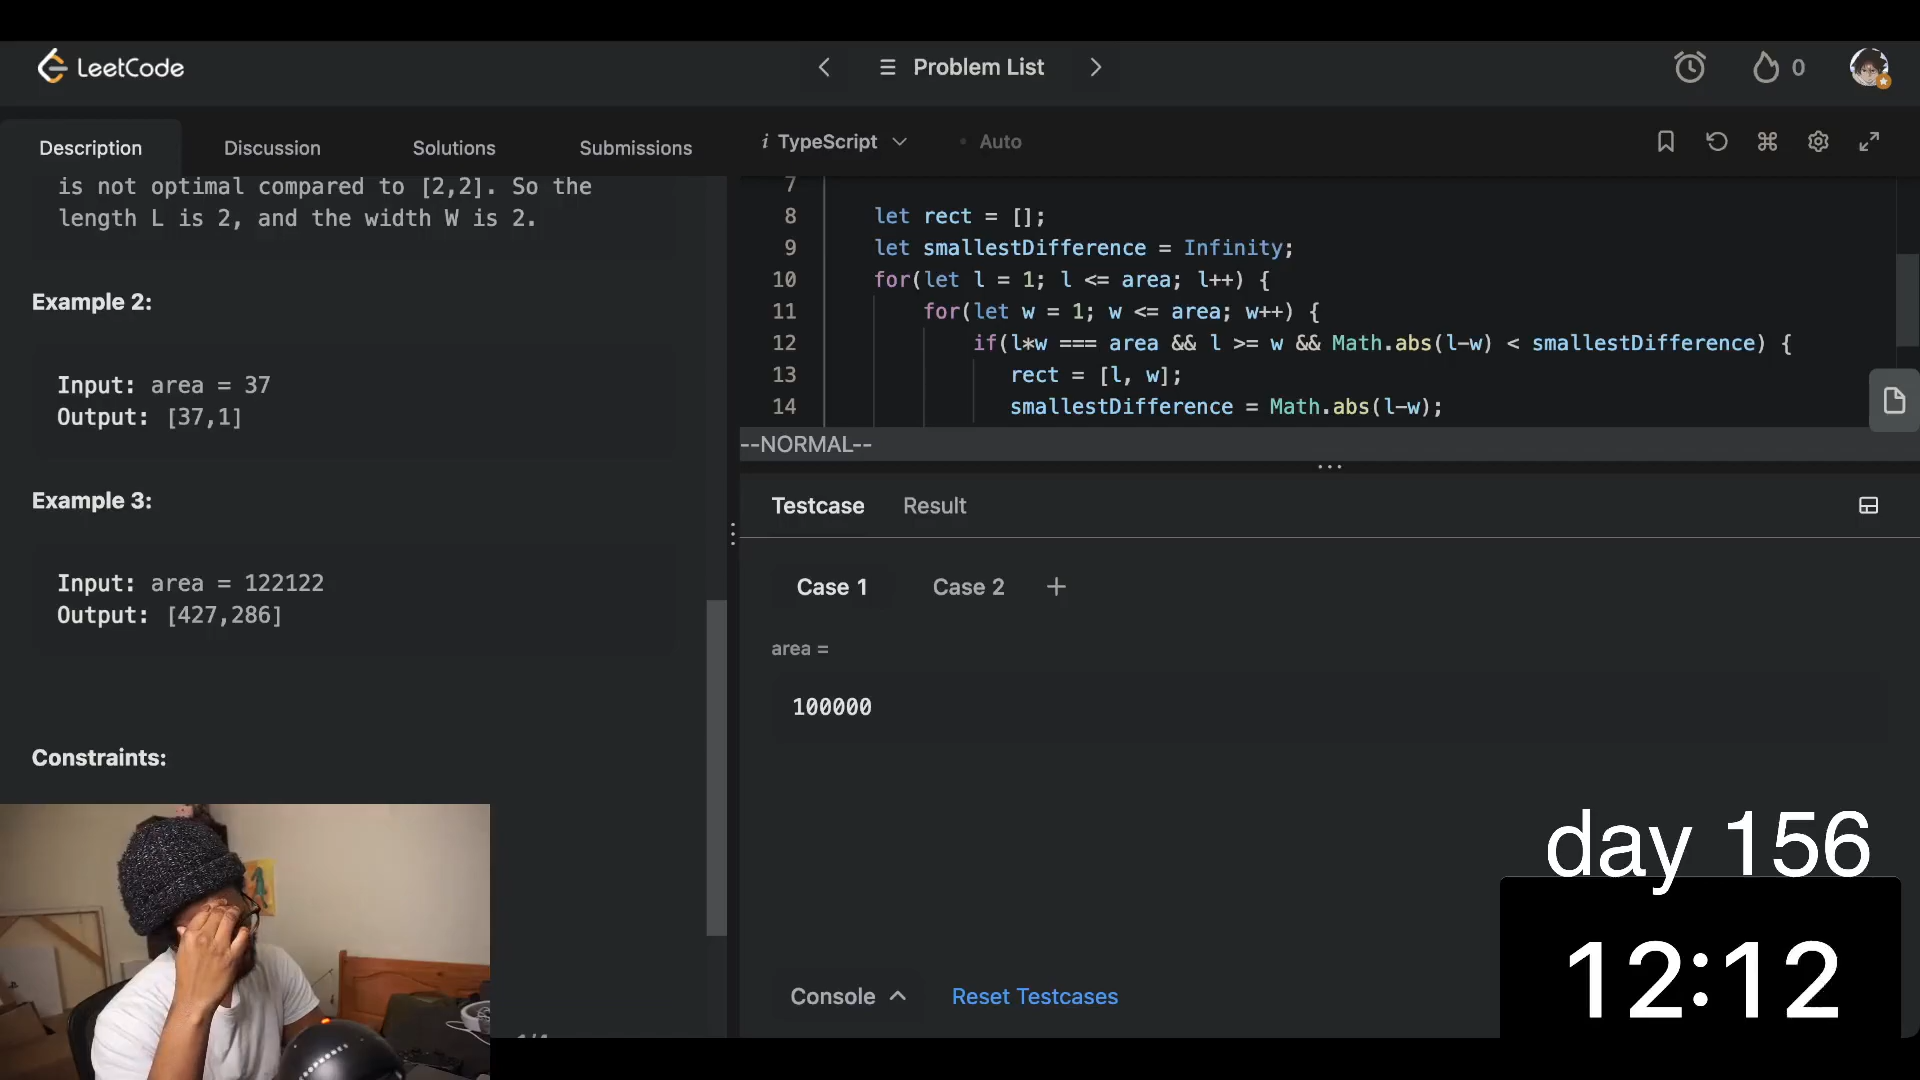 LeetCode
Problem List
0
Description
Discussion
Solutions
Submissions
i TypeScript
• Auto
is not optimal compared to [2,2]. So the
length L is 2, and the width W is 2.
Example 2:
Input: area = 37
Output: [37,1]
Example 3:
Input: area = 122122
Output: [427,286]
Constraints:
7
8 let rect = [];
9 let smallestDifference = Infinity;
10 for(let l = 1; l <= area; l++) {
11 for(let w = 1; w <= area; w++) {
12 if(l*w === area && l >= w && Math.abs(l-w) < smallestDifference) {
13 rect = [l, w];
14 smallestDifference = Math.abs(l-w);
--NORMAL--
Testcase
Result
Case 1
Case 2
+
area =
100000
Console
Reset Testcases
day 156
12:12